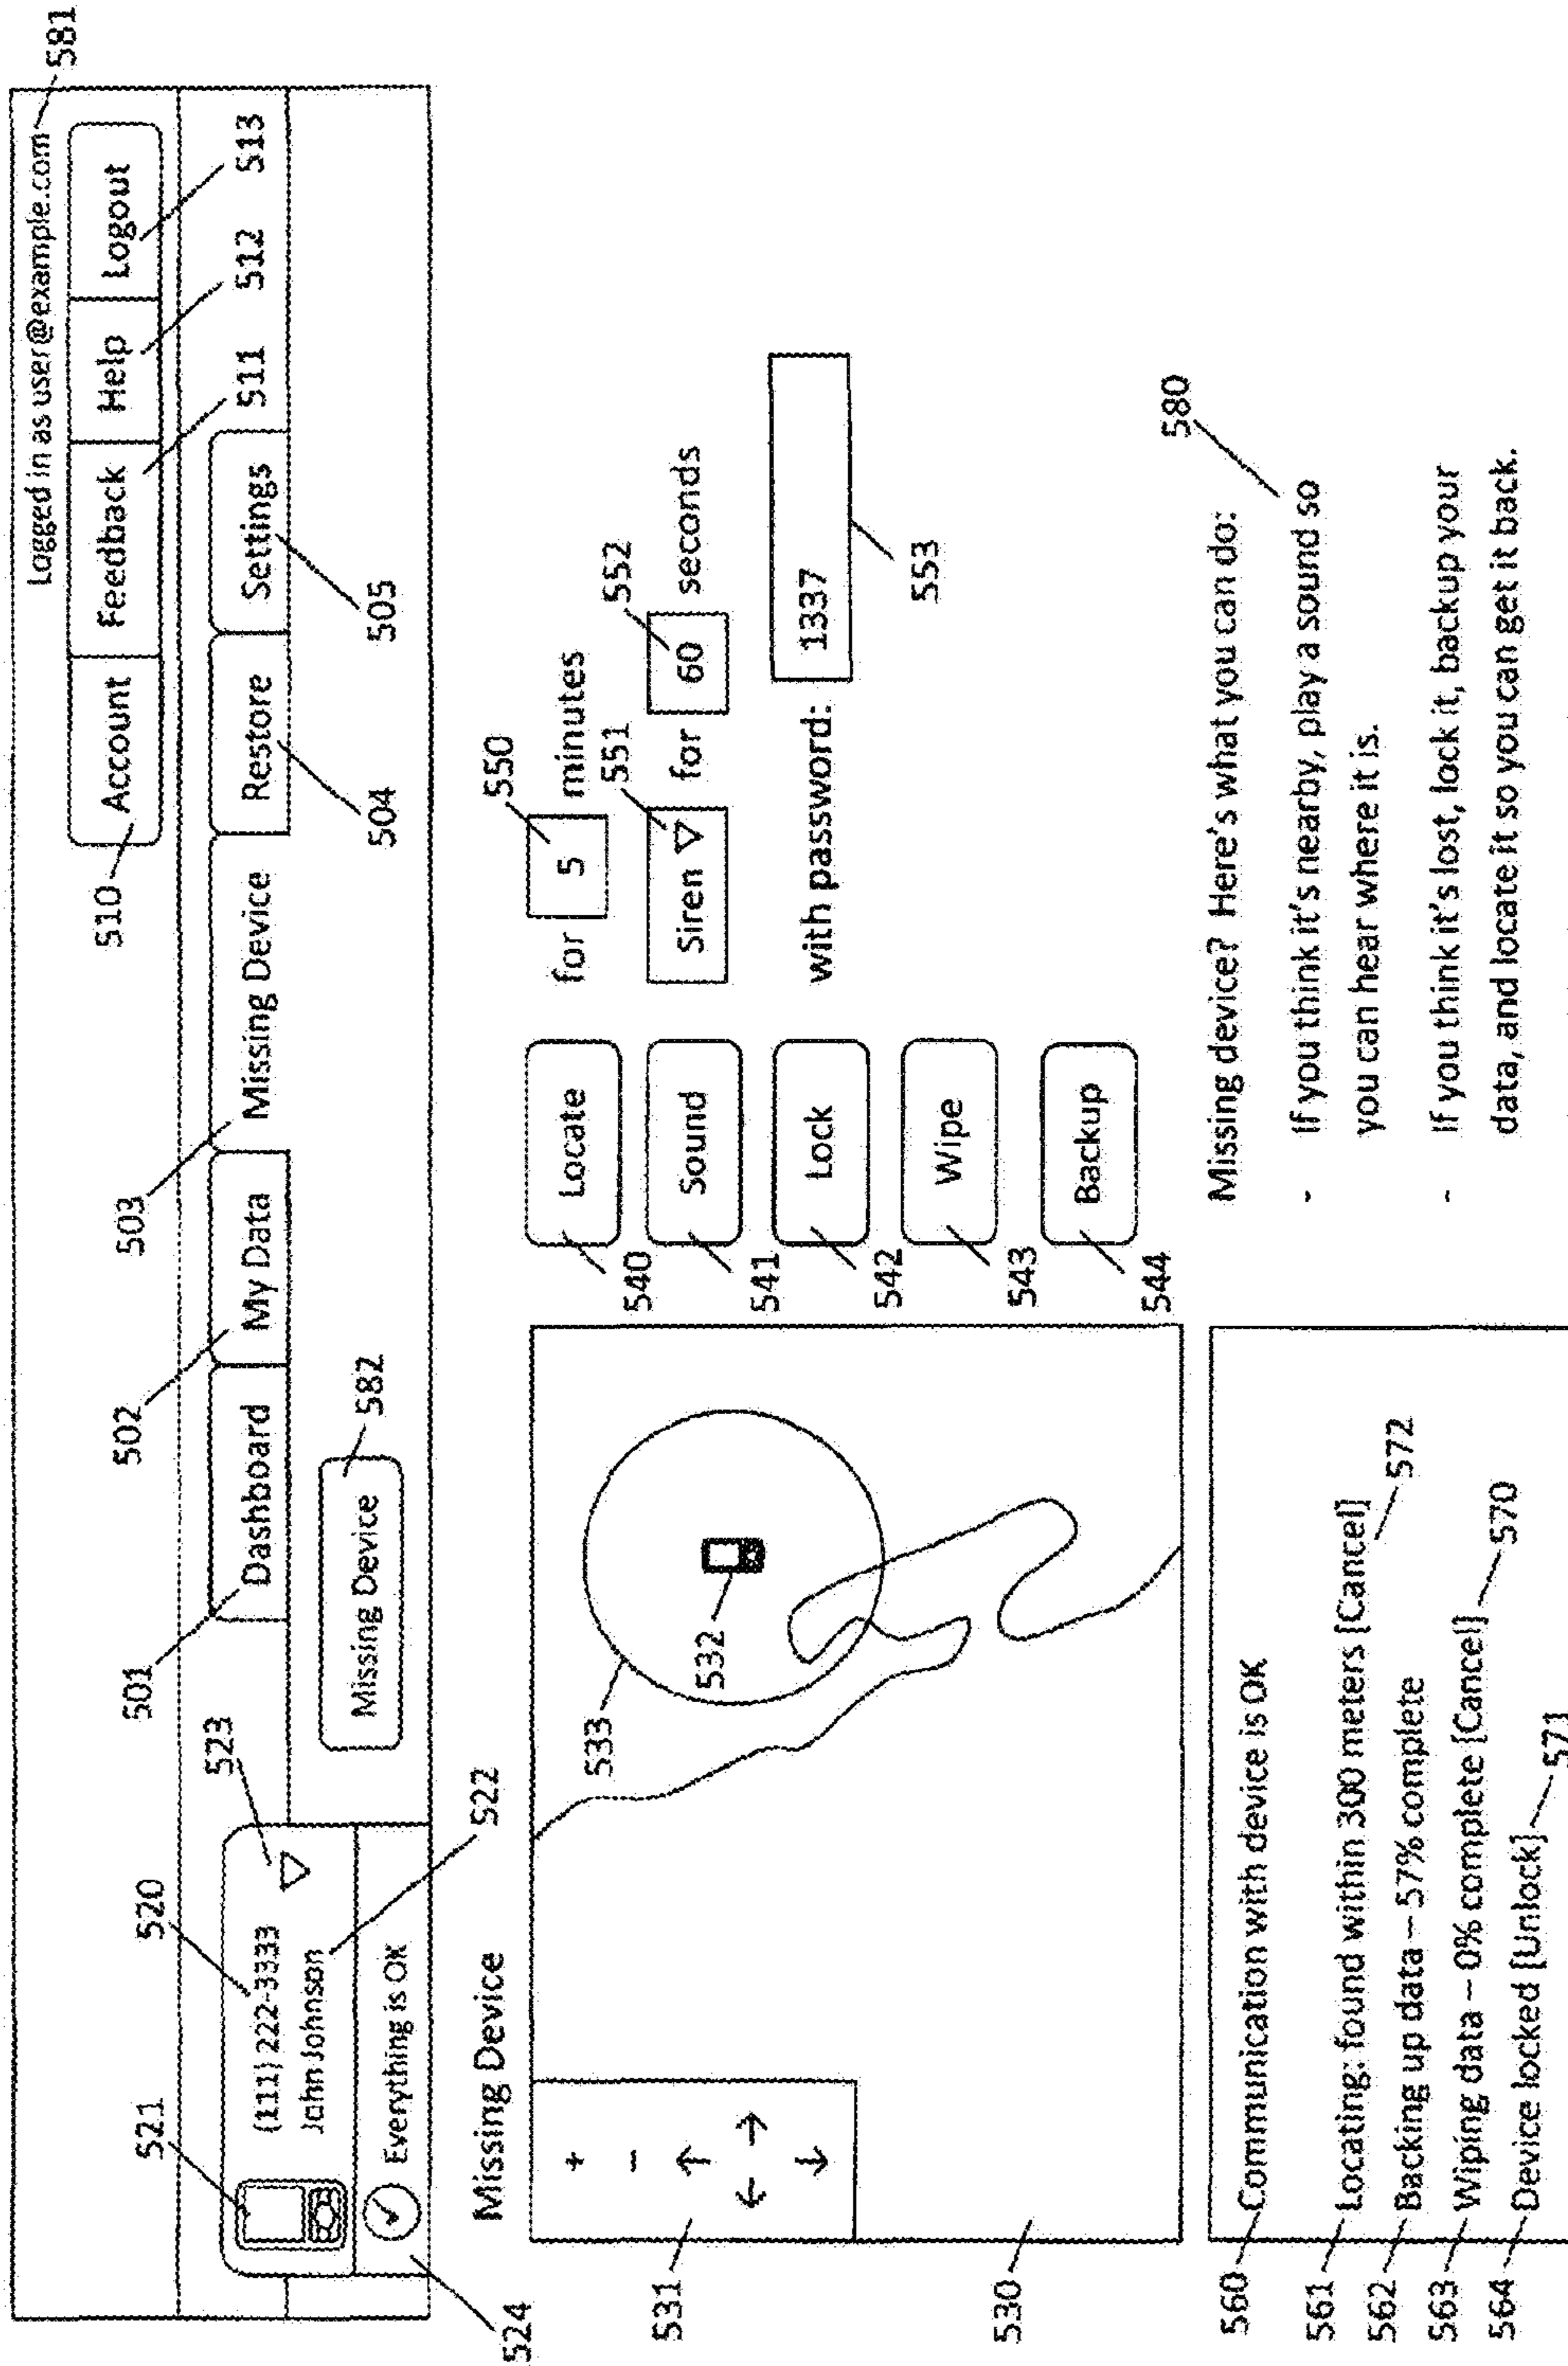 Logged in as user@example.com 581
Account Feedback Help Logout
510 511 512 513
501 502 503 504 505
Dashboard My Data Missing Device Restore Settings
521 520 523
(111) 222-3333
John Johnson
522
Everything is OK
524
Missing Device 582
Missing Device
531
+
-
↑
← →
↓
530
533
532
540 Locate for 5 minutes 550
541 Sound Siren ▽ for 60 seconds 551 552
542 Lock with password: 1337 553
543 Wipe
544 Backup
560 Communication with device is OK
561 Locating: found within 300 meters [Cancel] 572
562 Backing up data – 57% complete
563 Wiping data – 0% complete [Cancel] 570
564 Device locked [Unlock] 571
Missing device? Here's what you can do: 580
- If you think it's nearby, play a sound so
you can hear where it is.
- If you think it's lost, lock it, backup your
data, and locate it so you can get it back.